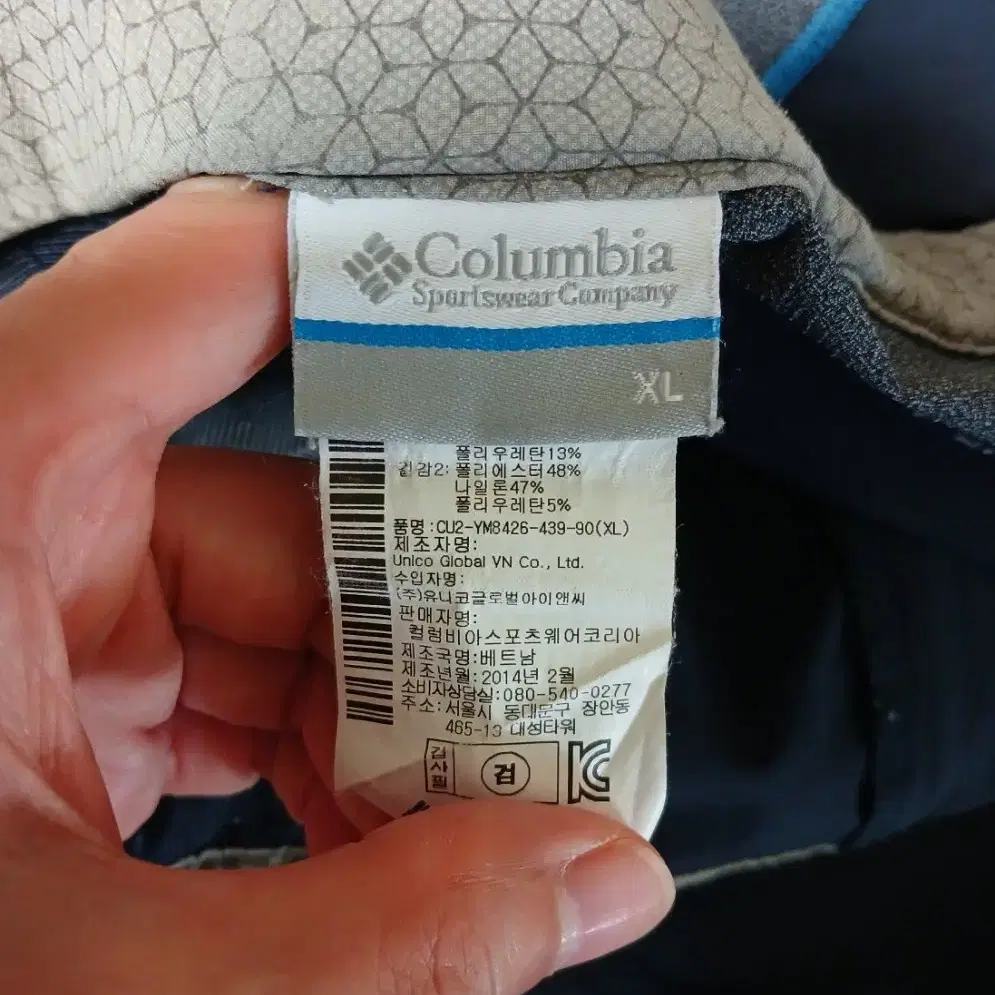 Columbia
Sportswear Company
XL
폴리우레탄13%
겉감2: 폴리에스터48%
나일론47%
폴리우레탄5%
품명:CU2-YM8426-439-90(XL)
제조자명:
Unico Global VN Co., Ltd.
수입자명:
(주)유니코글로벌아이앤씨
판매자명:
컬럼비아스포츠웨어코리아
제조국명:베트남
제조년월:2014년 2월
소비자상담실:080-540-0277
주소:서울시 동대문구 장안동
465-13 대성타워
검사필
검